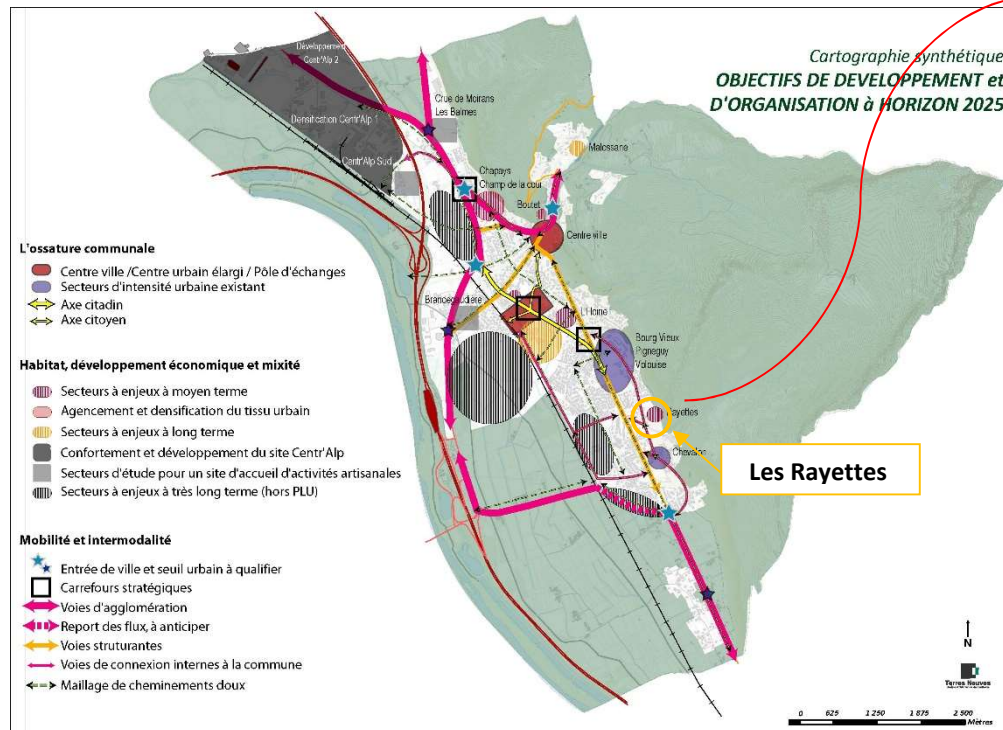 Cartographie synthétique
OBJECTIFS DE DEVELOPPEMENT et
D'ORGANISATION à HORIZON 2025
Développement
Centr'Alp 2
Densification Centr'Alp 1
Centr'Alp Sud
Crue de Moirans
Les Balmes
Malossane
Chapays
Champ de la cour
Boutet
Centre ville
Brancegaudière
L'Hoirie
Bourg Vieux
Pigneguy
Volouise
Rayettes
Chevalon
Les Rayettes
L'ossature communale
Centre ville /Centre urbain élargi / Pôle d'échanges
Secteurs d'intensité urbaine existant
Axe citadin
Axe citoyen
Habitat, développement économique et mixité
Secteurs à enjeux à moyen terme
Agencement et densification du tissu urbain
Secteurs à enjeux à long terme
Confortement et développement du site Centr'Alp
Secteurs d'étude pour un site d'accueil d'activités artisanales
Secteurs à enjeux à très long terme (hors PLU)
Mobilité et intermodalité
Entrée de ville et seuil urbain à qualifier
Carrefours stratégiques
Voies d'agglomération
Report des flux, à anticiper
Voies struturantes
Voies de connexion internes à la commune
Maillage de cheminements doux
N
Terres Neuves
0 625 1 250 1 875 2 500
Mètres